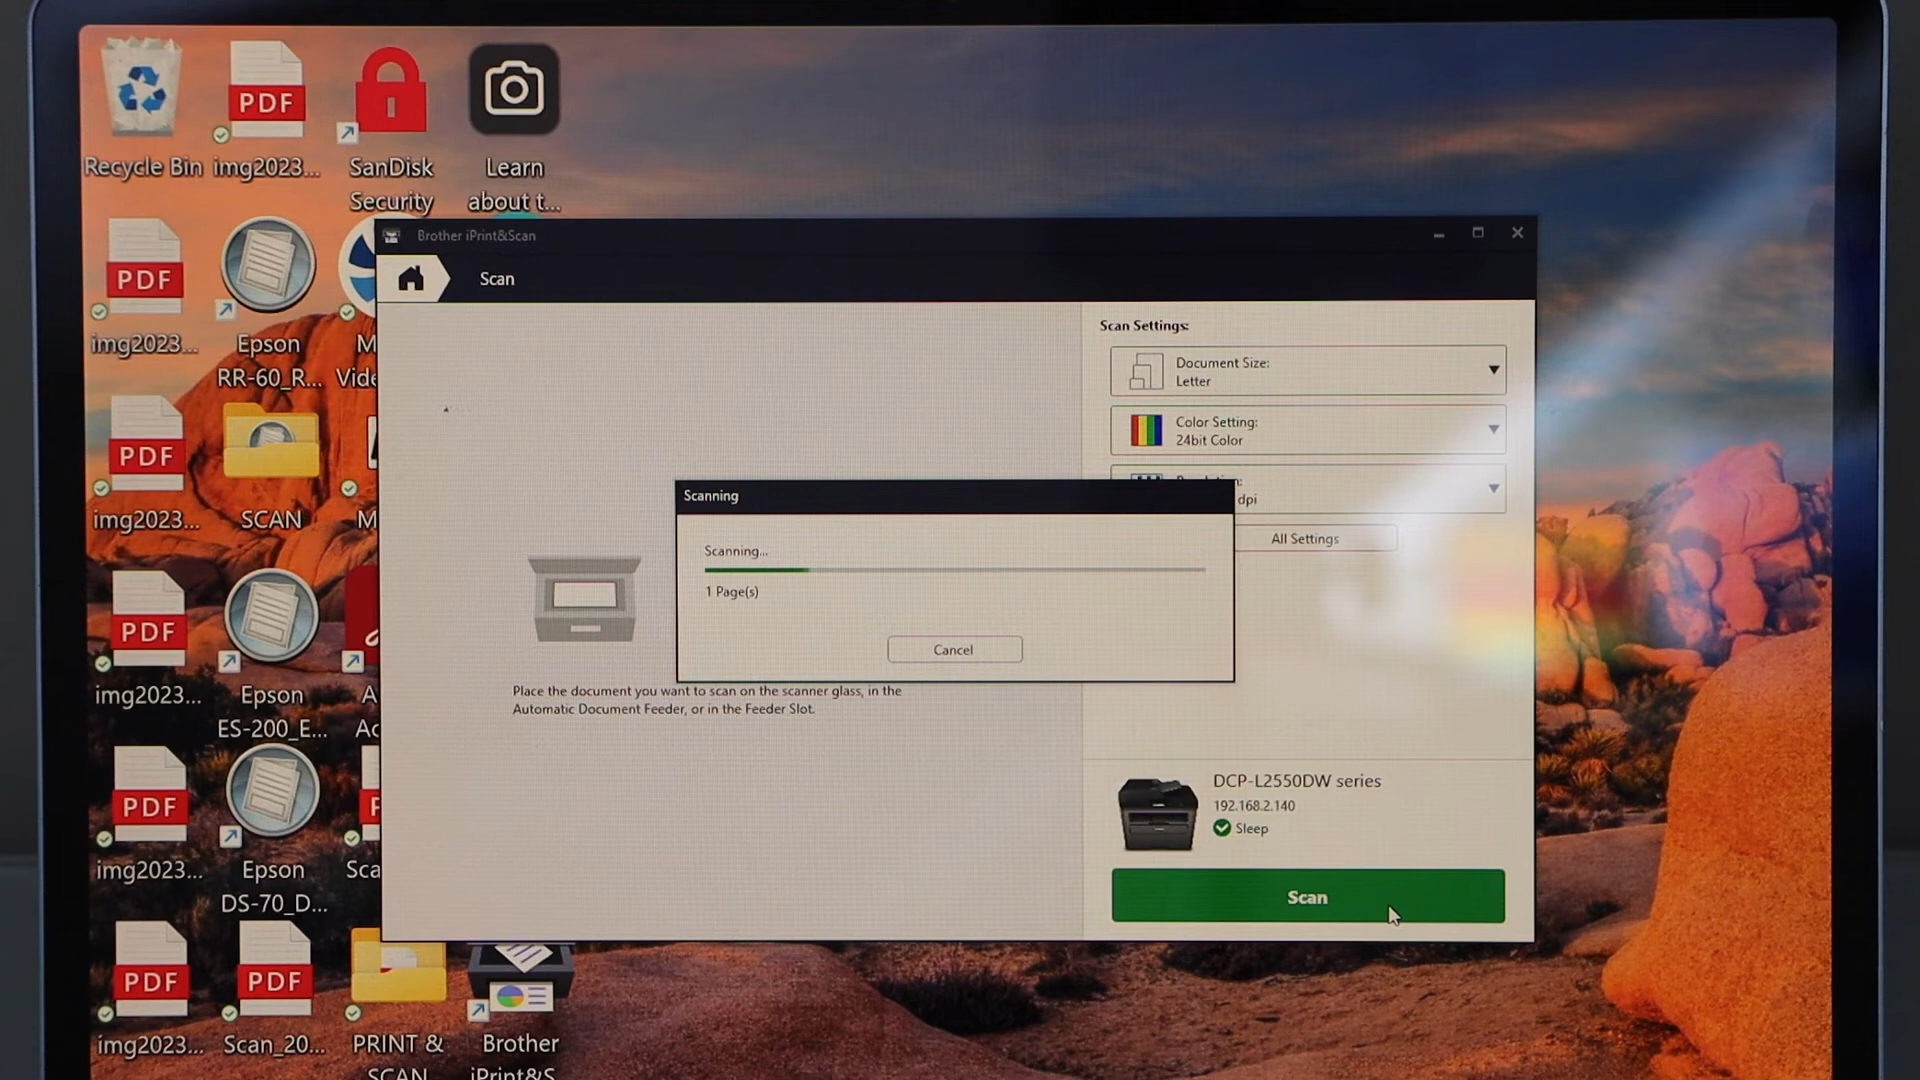 PDF
Recycle Bin
img2023...
SanDisk
Security
Learn
about t...
PDF
img2023...
Epson
RR-60_R...
M
Vide
PDF
img2023...
SCAN
M
PDF
img2023...
Epson
ES-200_E...
A
Ac
PDF
img2023...
Epson
DS-70_D...
Sca
PDF
img2023...
PDF
Scan_20...
PRINT &
SCAN
Brother
iPrint&S
Brother iPrint&Scan
Scan
Place the document you want to scan on the scanner glass, in the
Automatic Document Feeder, or in the Feeder Slot.
Scanning
Scanning...
1 Page(s)
Cancel
Scan Settings:
Document Size:
Letter
Color Setting:
24bit Color
dpi
All Settings
DCP-L2550DW series
192.168.2.140
Sleep
Scan